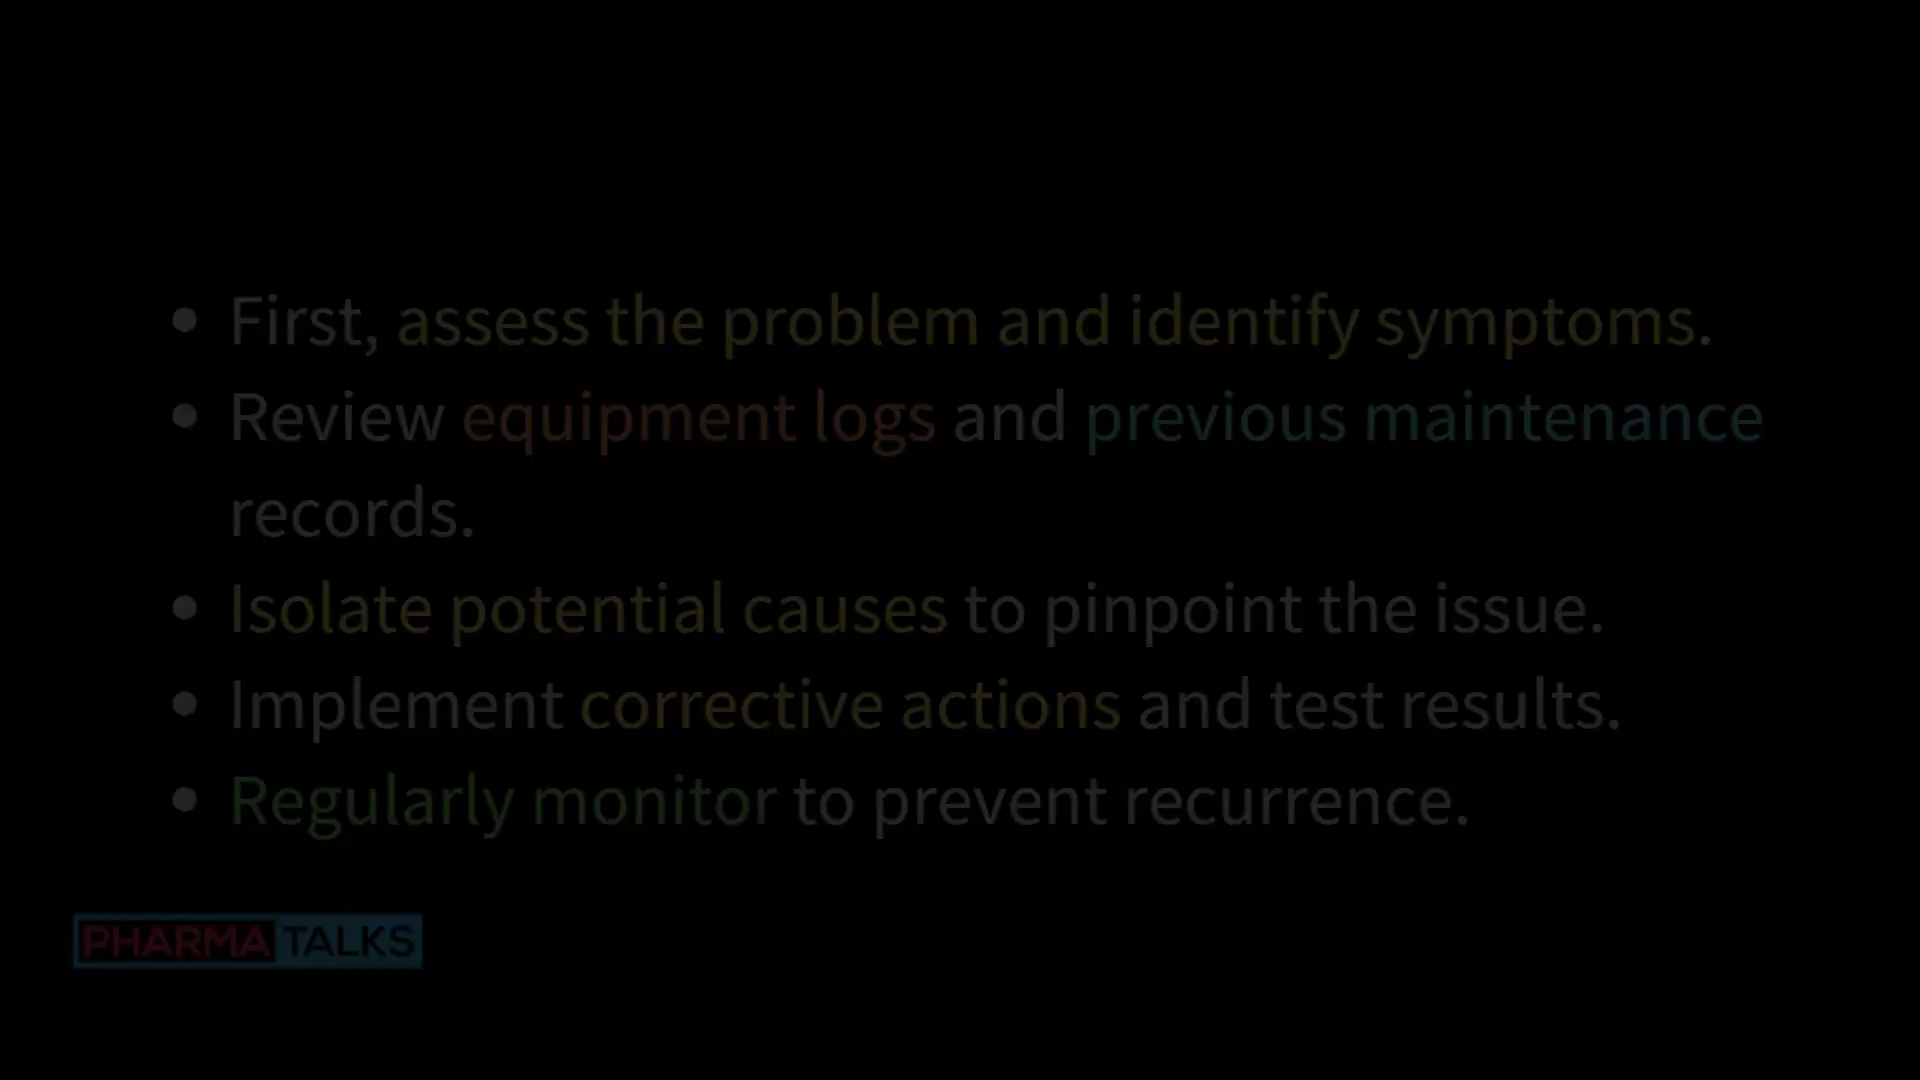 • First, assess the problem and identify symptoms.
• Review equipment logs and previous maintenance
records.
• Isolate potential causes to pinpoint the issue.
• Implement corrective actions and test results.
• Regularly monitor to prevent recurrence.
PHARMA TALKS